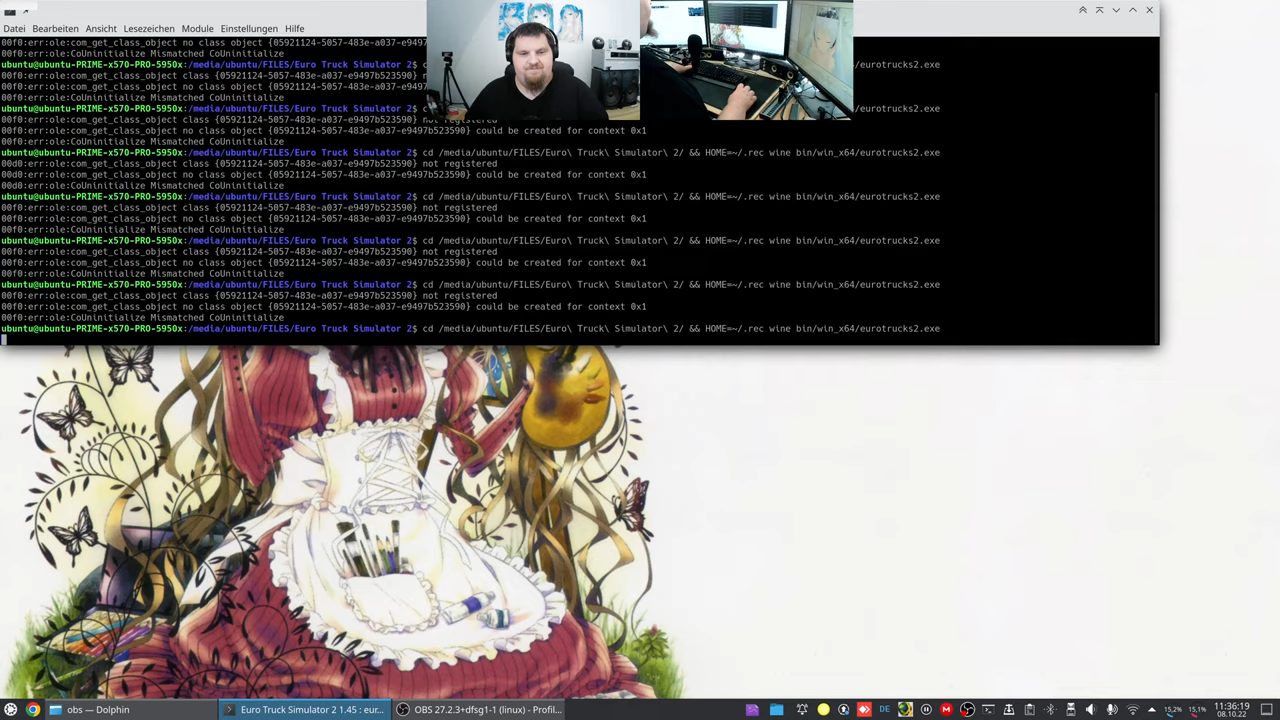 Bearbeiten Ansicht Lesezeichen Module Einstellungen Hilfe
00f0:err:ole:com_get_class_object no class object {05921124-5057-483e-a037-e9497
00f0:err:ole:CoUninitialize Mismatched CoUninitialize
ubuntu@ubuntu-PRIME-x570-PRO-5950x:/media/ubuntu/FILES/Euro Truck Simulator 2$ c /eurotrucks2.exe
00f0:err:ole:com_get_class_object class {05921124-5057-483e-a037-e9497b523590} n
00f0:err:ole:com_get_class_object no class object {05921124-5057-483e-a037-e9497
00f0:err:ole:CoUninitialize Mismatched CoUninitialize
ubuntu@ubuntu-PRIME-x570-PRO-5950x:/media/ubuntu/FILES/Euro Truck Simulator 2$ c /eurotrucks2.exe
00f0:err:ole:com_get_class_object class {05921124-5057-483e-a037-e9497b523590} not registered
00f0:err:ole:com_get_class_object no class object {05921124-5057-483e-a037-e9497b523590} could be created for context 0x1
00f0:err:ole:CoUninitialize Mismatched CoUninitialize
ubuntu@ubuntu-PRIME-x570-PRO-5950x:/media/ubuntu/FILES/Euro Truck Simulator 2$ cd /media/ubuntu/FILES/Euro\ Truck\ Simulator\ 2/ && HOME=~/.rec wine bin/win_x64/eurotrucks2.exe
00d0:err:ole:com_get_class_object class {05921124-5057-483e-a037-e9497b523590} not registered
00d0:err:ole:com_get_class_object no class object {05921124-5057-483e-a037-e9497b523590} could be created for context 0x1
00d0:err:ole:CoUninitialize Mismatched CoUninitialize
ubuntu@ubuntu-PRIME-x570-PRO-5950x:/media/ubuntu/FILES/Euro Truck Simulator 2$ cd /media/ubuntu/FILES/Euro\ Truck\ Simulator\ 2/ && HOME=~/.rec wine bin/win_x64/eurotrucks2.exe
00f0:err:ole:com_get_class_object class {05921124-5057-483e-a037-e9497b523590} not registered
00f0:err:ole:com_get_class_object no class object {05921124-5057-483e-a037-e9497b523590} could be created for context 0x1
00f0:err:ole:CoUninitialize Mismatched CoUninitialize
ubuntu@ubuntu-PRIME-x570-PRO-5950x:/media/ubuntu/FILES/Euro Truck Simulator 2$ cd /media/ubuntu/FILES/Euro\ Truck\ Simulator\ 2/ && HOME=~/.rec wine bin/win_x64/eurotrucks2.exe
00f0:err:ole:com_get_class_object class {05921124-5057-483e-a037-e9497b523590} not registered
00f0:err:ole:com_get_class_object no class object {05921124-5057-483e-a037-e9497b523590} could be created for context 0x1
00f0:err:ole:CoUninitialize Mismatched CoUninitialize
ubuntu@ubuntu-PRIME-x570-PRO-5950x:/media/ubuntu/FILES/Euro Truck Simulator 2$ cd /media/ubuntu/FILES/Euro\ Truck\ Simulator\ 2/ && HOME=~/.rec wine bin/win_x64/eurotrucks2.exe
00f0:err:ole:com_get_class_object class {05921124-5057-483e-a037-e9497b523590} not registered
00f0:err:ole:com_get_class_object no class object {05921124-5057-483e-a037-e9497b523590} could be created for context 0x1
00f0:err:ole:CoUninitialize Mismatched CoUninitialize
ubuntu@ubuntu-PRIME-x570-PRO-5950x:/media/ubuntu/FILES/Euro Truck Simulator 2$ cd /media/ubuntu/FILES/Euro\ Truck\ Simulator\ 2/ && HOME=~/.rec wine bin/win_x64/eurotrucks2.exe
obs — Dolphin Euro Truck Simulator 2 1.45 : eur... OBS 27.2.3+dfsg1-1 (linux) - Profil... DE 15,2% 15,1% 11:36:19
08.10.22